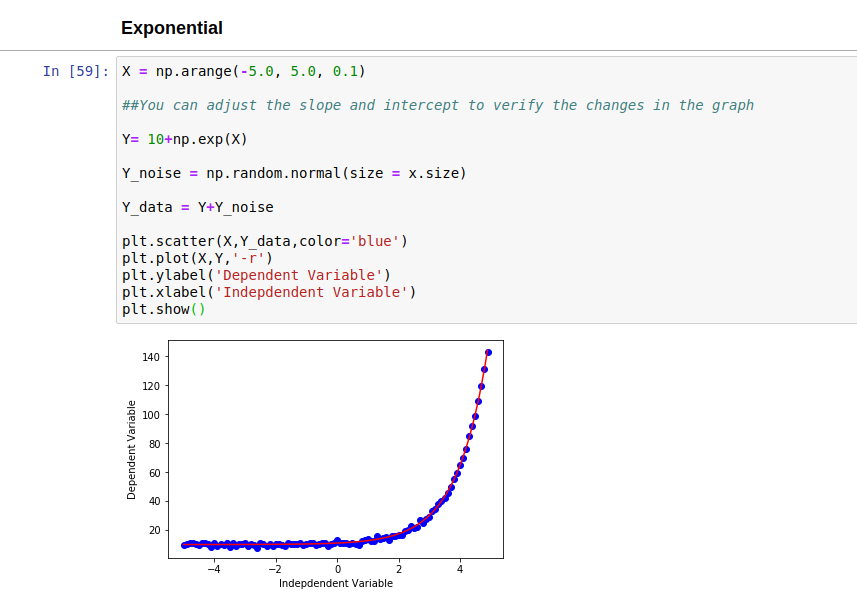 Exponential
In [59]: X = np.arange(-5.0, 5.0, 0.1)
##You can adjust the slope and intercept to verify the changes in the graph
Y= 10+np.exp(X)
Y_noise = np.random.normal(size = x.size)
Y_data = Y+Y_noise
plt.scatter(X,Y_data,color='blue')
plt.plot(X,Y,'-r')
plt.ylabel('Dependent Variable')
plt.xlabel('Indepdendent Variable')
plt.show()
140
120
100
80
60
40
20
Dependent Variable
−4 −2 0 2 4
Indepdendent Variable